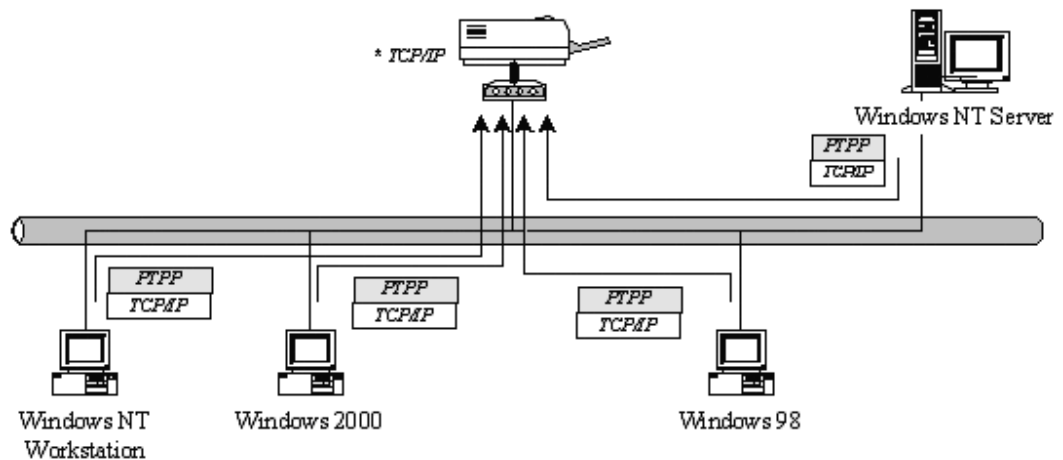 * TCP/IP
Windows NT Server
PTPP
TCP/IP
PTPP
TCP/IP
PTPP
TCP/IP
PTPP
TCP/IP
Windows NT
Workstation
Windows 2000
Windows 98